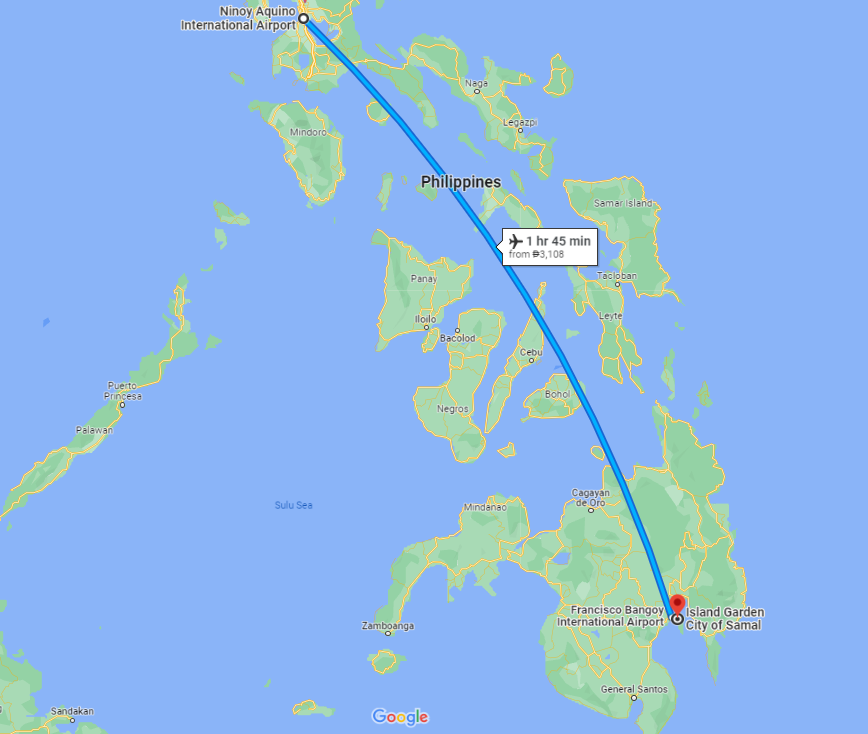 Ninoy Aquino
International Airport
Naga
Legazpi
Mindoro
Philippines
Samar Island
1 hr 45 min
from ₱3,108
Tacloban
Panay
Leyte
Iloilo
Bacolod
Cebu
Puerto
Princesa
Bohol
Negros
Palawan
Cagayan
de Oro
Sulu Sea
Mindanao
Francisco Bangoy
International Airport
Island Garden
City of Samal
Zamboanga
General Santos
Sandakan
Google